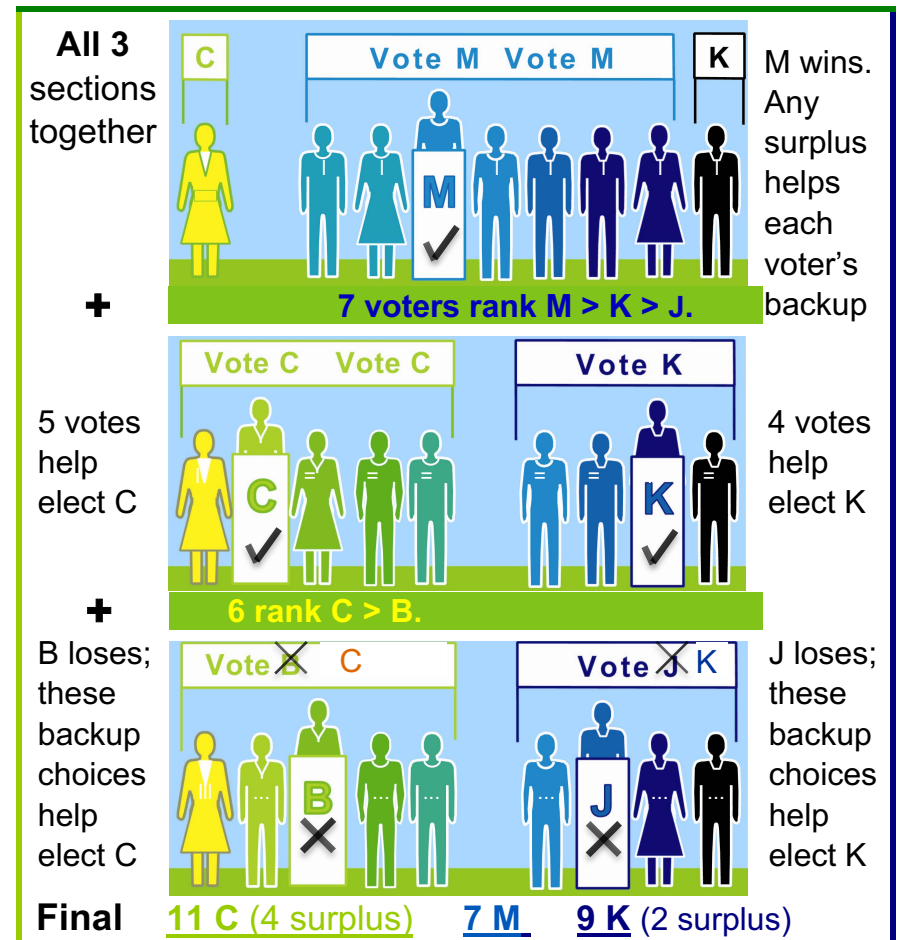 All 3
sections
together
C
Vote M Vote M
K
M
M wins.
Any
surplus
helps
each
voter’s
backup
+
7 voters rank M > K > J.
Vote C Vote C
Vote K
5 votes
help
elect C
C
K
4 votes
help
elect K
+
6 rank C > B.
B loses;
these
backup
choices
help
elect C
Vote B C
Vote J K
B
J
J loses;
these
backup
choices
help
elect K
Final 11 C (4 surplus) 7 M 9 K (2 surplus)